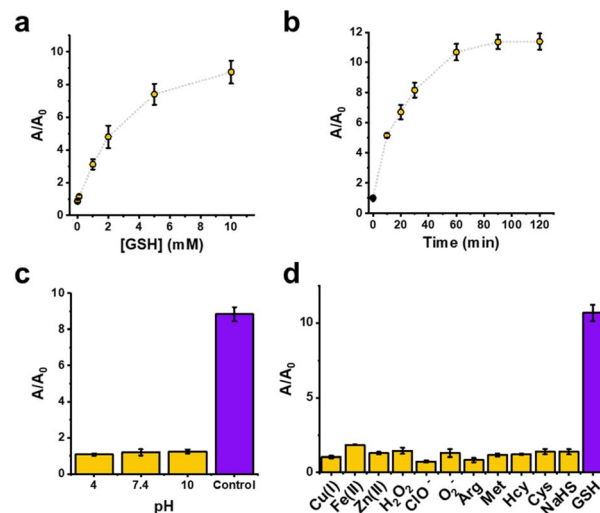 a
A/A0
10
8
6
4
2
0
0 2 4 6 8 10
[GSH] (mM)
b
A/A0
12
10
8
6
4
2
0
0 20 40 60 80 100 120
Time (min)
c
A/A0
10
8
6
4
2
0
4 7.4 10 Control
pH
d
A/A0
10
5
0
Cu(I) Fe(II) Zn(II) H2O2 ClO- O2- Arg Met Hcy Cys NaHS GSH